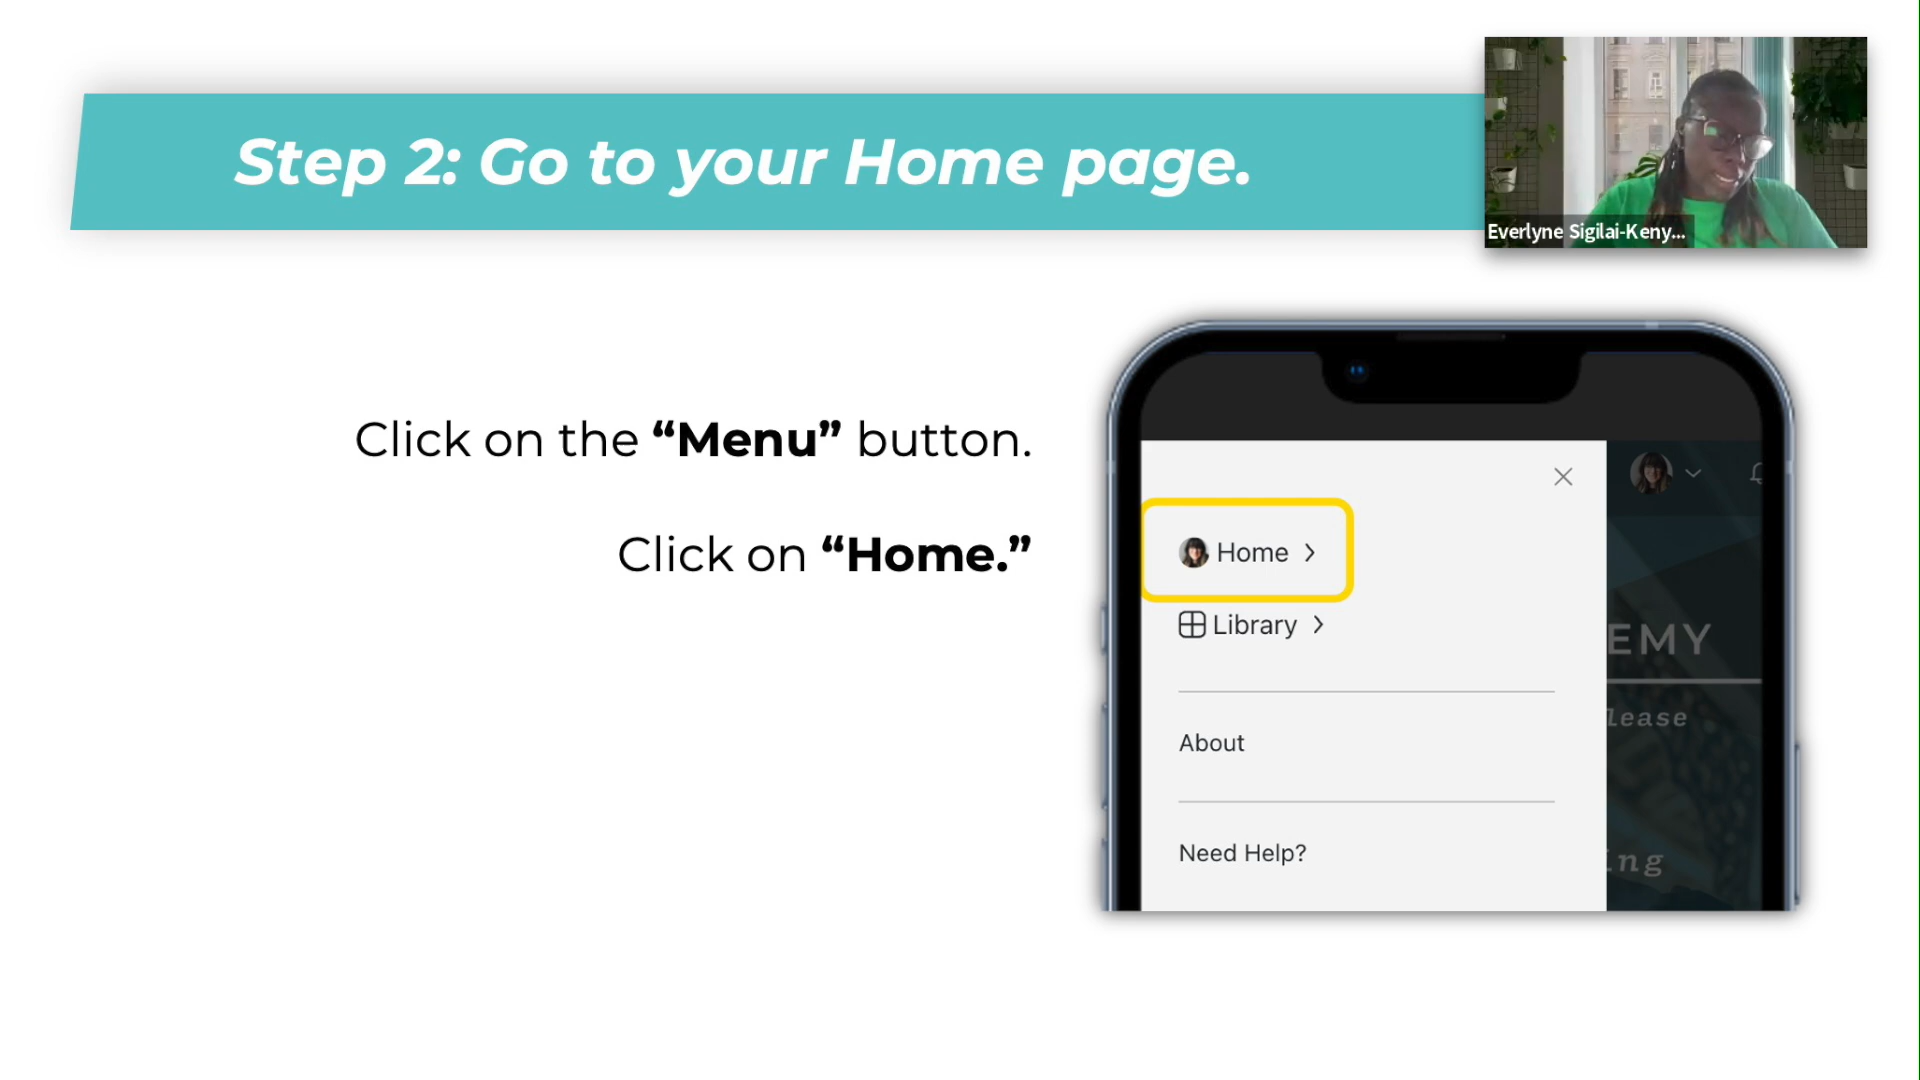 Step 2: Go to your Home page.
Everlyne Sigilai-Keny...
Click on the “Menu” button.
Click on “Home.”
Home
Library
About
Need Help?
EMY
lease
ing